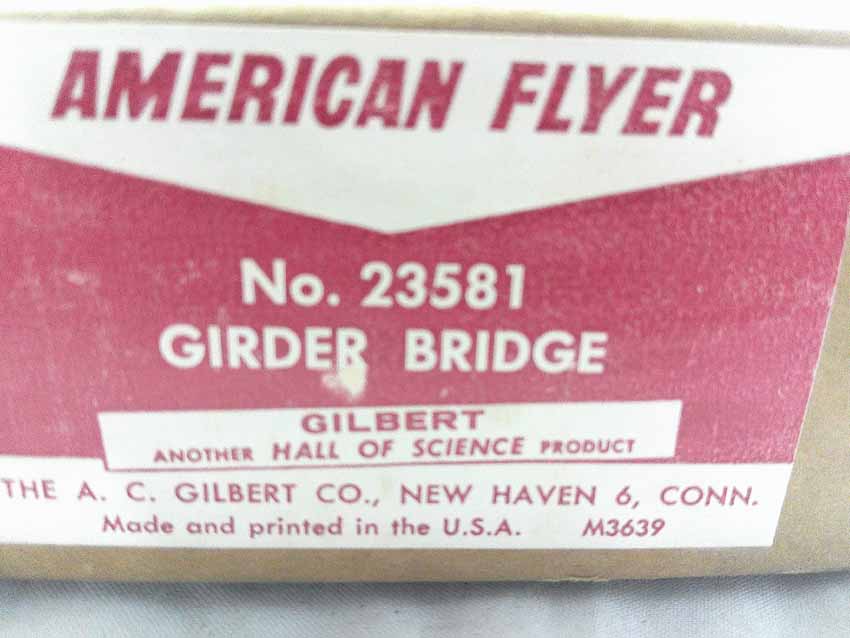 AMERICAN FLYER
No. 23581
GIRDER BRIDGE
GILBERT
ANOTHER HALL OF SCIENCE PRODUCT
THE A. C. GILBERT CO., NEW HAVEN 6, CONN.
Made and printed in the U.S.A. M3639